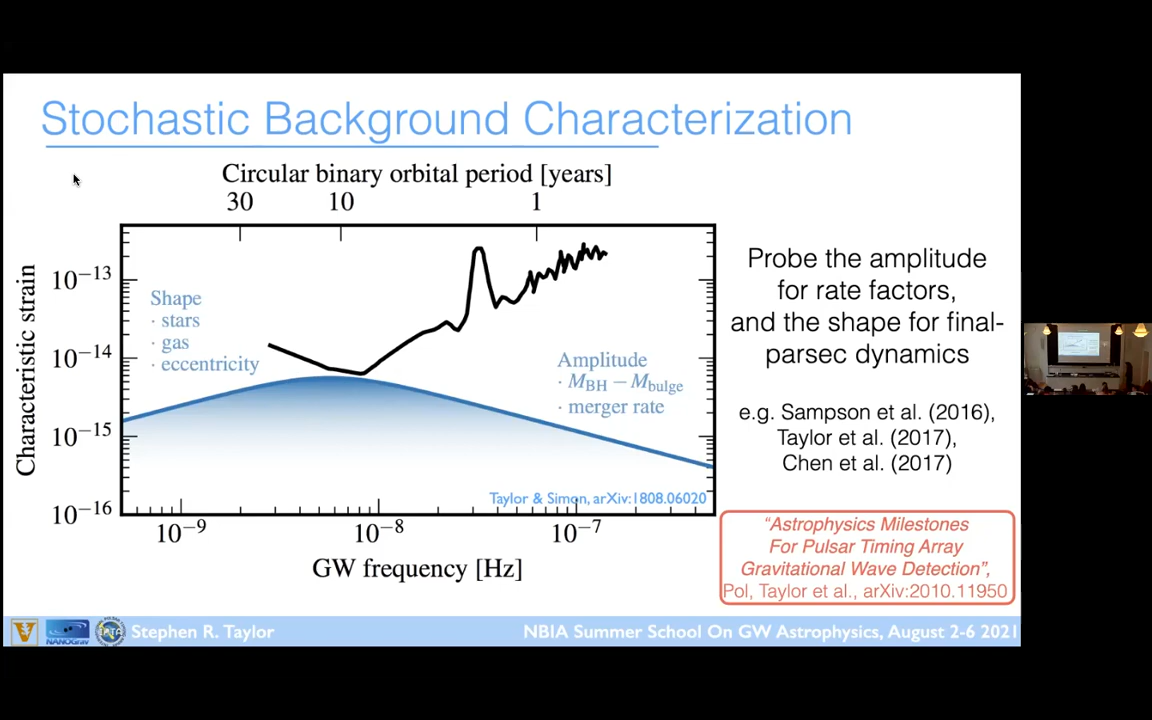 Stochastic Background Characterization
Circular binary orbital period [years]
30 10 1
Characteristic strain
10−13
10−14
10−15
10−16
Shape
· stars
· gas
· eccentricity
Amplitude
· MBH − Mbulge
· merger rate
Taylor & Simon, arXiv:1808.06020
10−9 10−8 10−7
GW frequency [Hz]
Probe the amplitude
for rate factors,
and the shape for final-
parsec dynamics
e.g. Sampson et al. (2016),
Taylor et al. (2017),
Chen et al. (2017)
“Astrophysics Milestones
For Pulsar Timing Array
Gravitational Wave Detection”,
Pol, Taylor et al., arXiv:2010.11950
V NANOGrav IPTA Stephen R. Taylor
NBIA Summer School On GW Astrophysics, August 2-6 2021